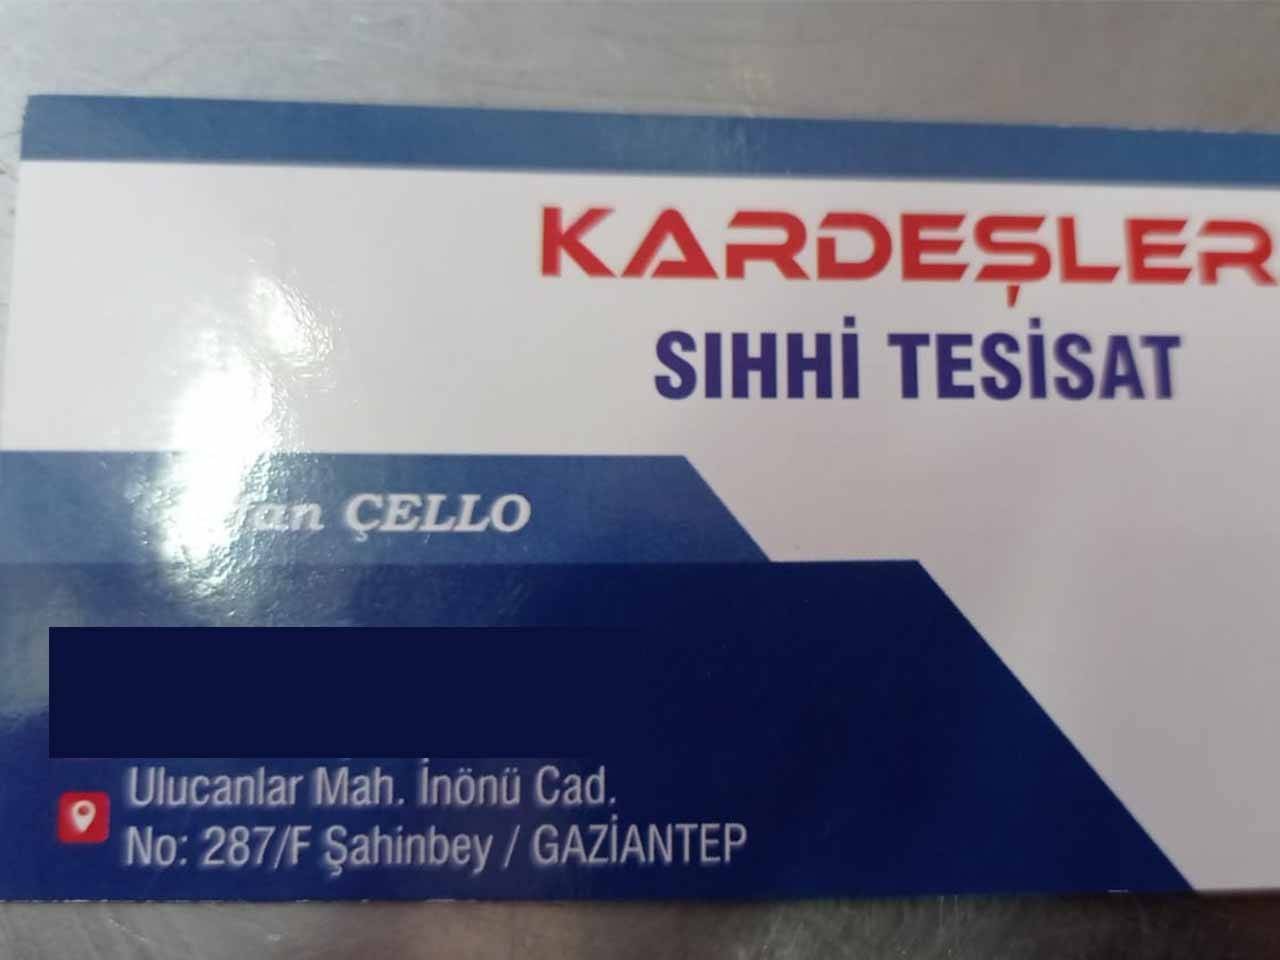 KARDEŞLER
SIHHİ TESİSAT
ÇELLO
Ulucanlar Mah. İnönü Cad.
No: 287/F Şahinbey / GAZİANTEP